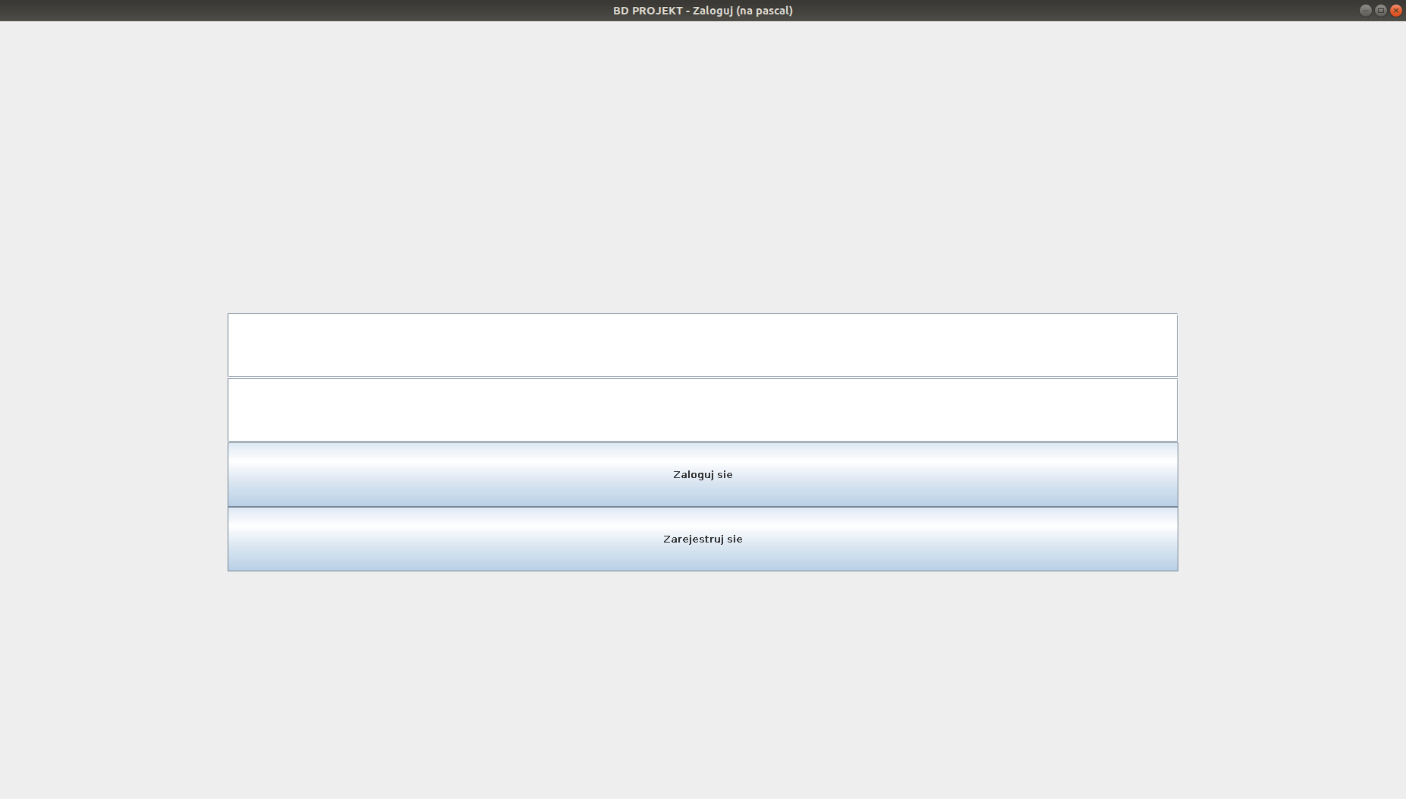 BD PROJEKT - Zaloguj (na pascal)
Zaloguj sie
Zarejestruj sie